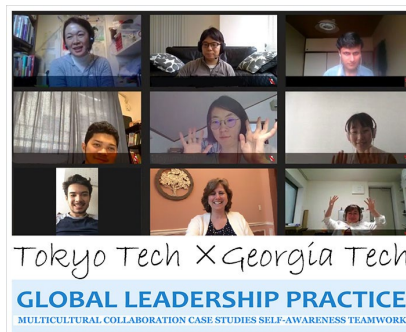 Tokyo Tech × Georgia Tech
GLOBAL LEADERSHIP PRACTICE
MULTICULTURAL COLLABORATION CASE STUDIES SELF-AWARENESS TEAMWORK